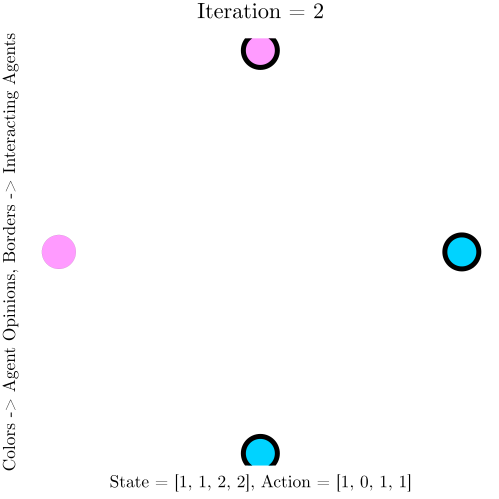 Iteration = 2
Colors -> Agent Opinions, Borders -> Interacting Agents
State = [1, 1, 2, 2], Action = [1, 0, 1, 1]